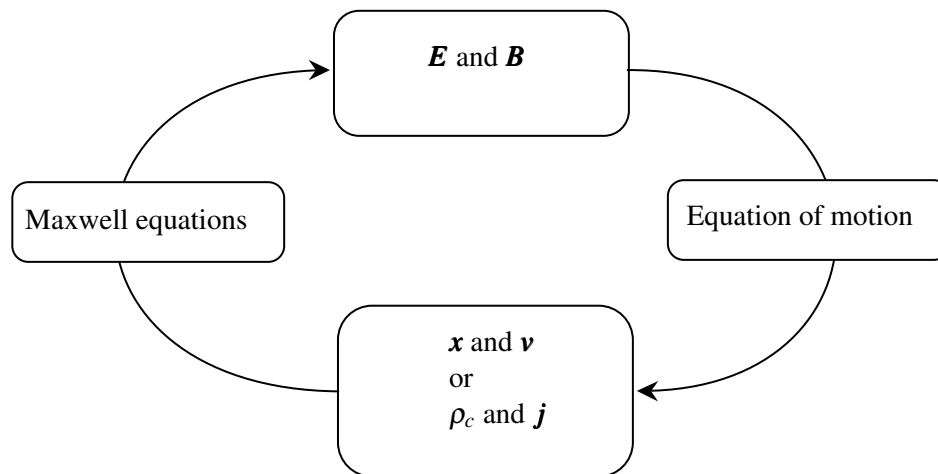 E and B
Maxwell equations
Equation of motion
x and v
or
ρc and j